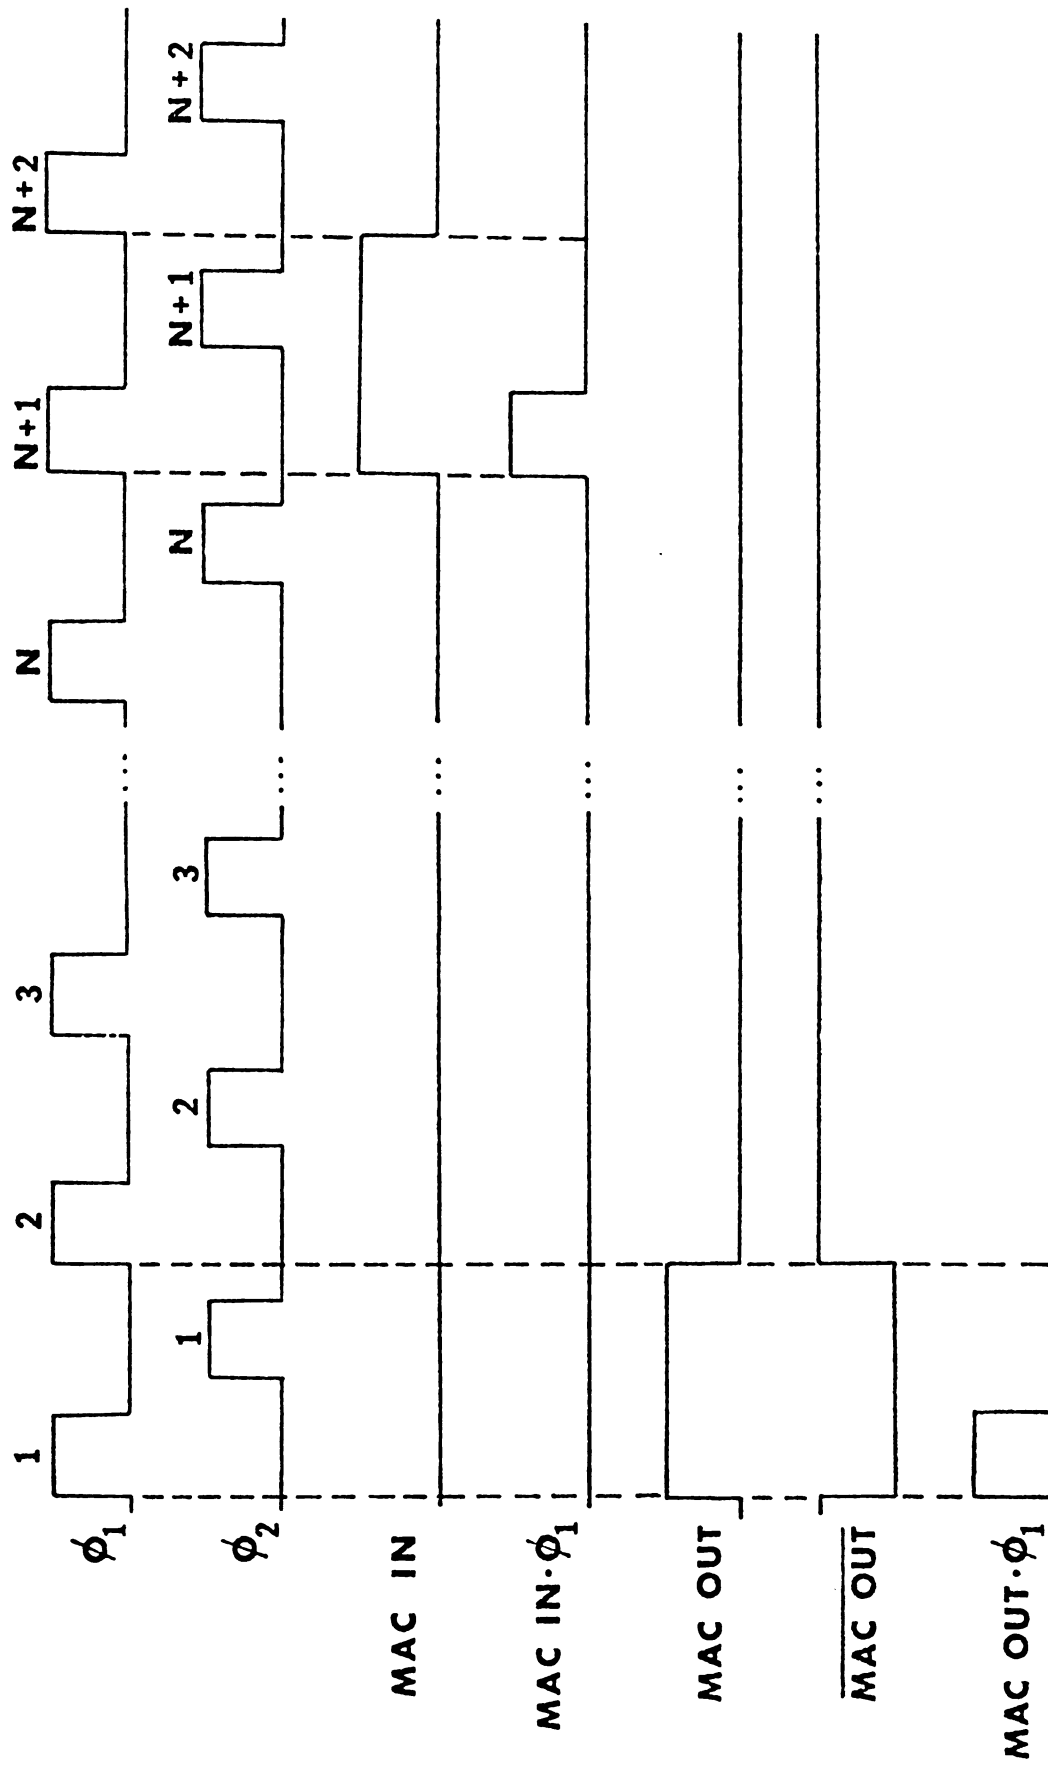 1 2 3 ... N N+1 N+2
ϕ1
1 2 3 ... N N+1 N+2
ϕ2
MAC IN ...
MAC IN·ϕ1 ...
MAC OUT ...
MAC OUT ...
MAC OUT·ϕ1